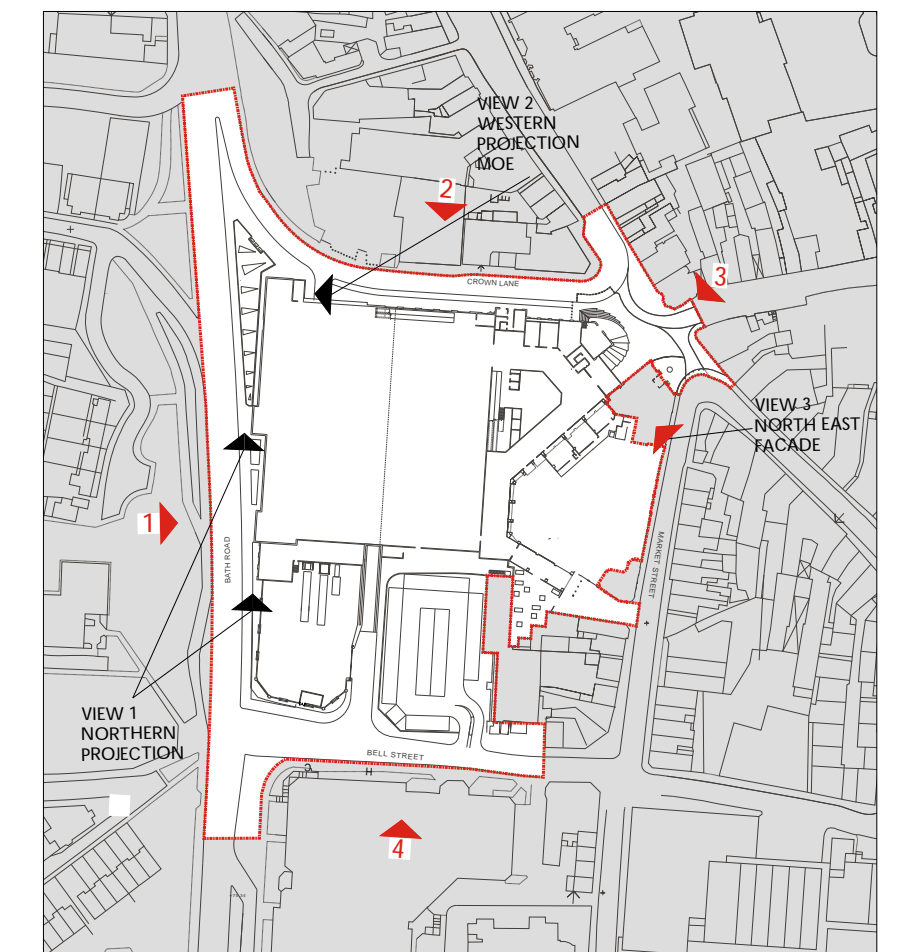 VIEW 2
WESTERN
PROJECTION
MOE
2
3
CROWN LANE
VIEW 3
NORTH EAST
FACADE
1
BATH ROAD
MARKET STREET
VIEW 1
NORTHERN
PROJECTION
BELL STREET
H
4